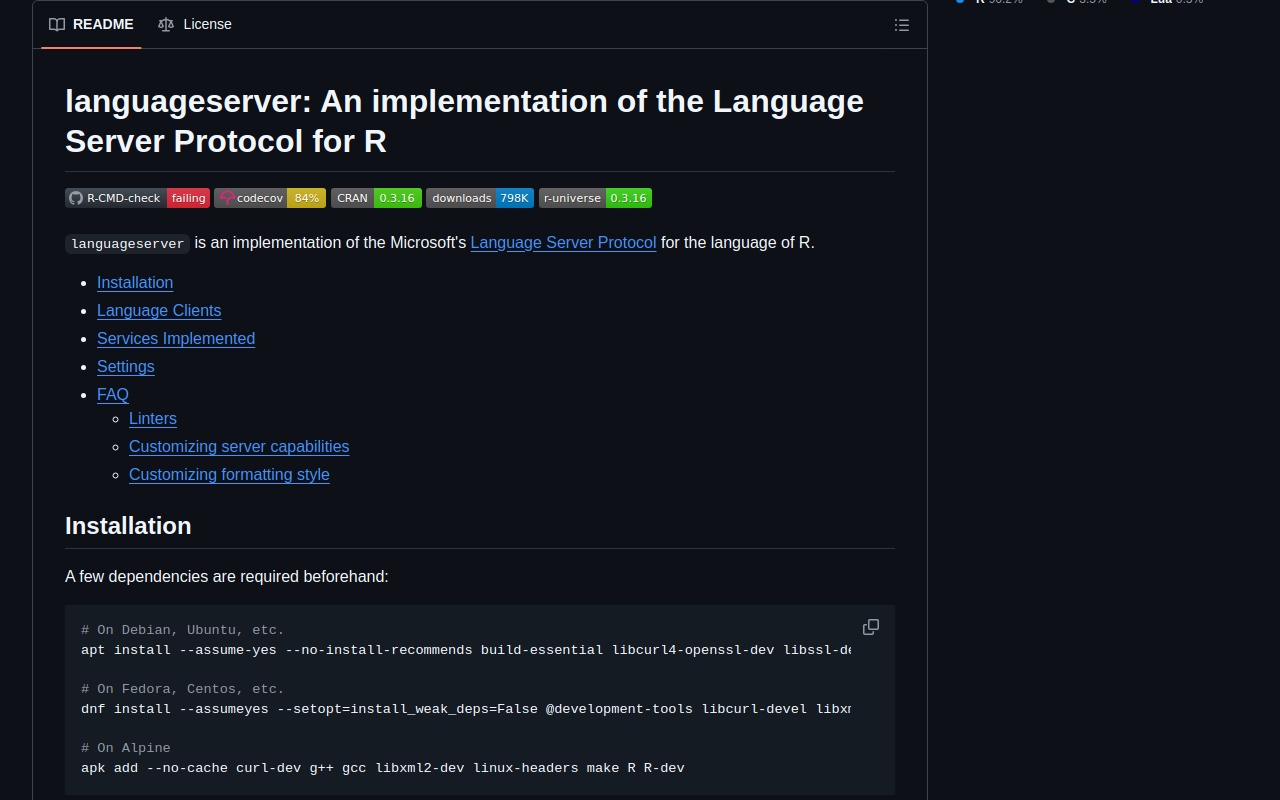 README License
languageserver: An implementation of the Language
Server Protocol for R
R-CMD-check failing codecov 84% CRAN 0.3.16 downloads 798K r-universe 0.3.16
languageserver is an implementation of the Microsoft's Language Server Protocol for the language of R.
Installation
Language Clients
Services Implemented
Settings
FAQ
Linters
Customizing server capabilities
Customizing formatting style
Installation
A few dependencies are required beforehand:
# On Debian, Ubuntu, etc.
apt install --assume-yes --no-install-recommends build-essential libcurl4-openssl-dev libssl-de
# On Fedora, Centos, etc.
dnf install --assumeyes --setopt=install_weak_deps=False @development-tools libcurl-devel libxm
# On Alpine
apk add --no-cache curl-dev g++ gcc libxml2-dev linux-headers make R R-dev